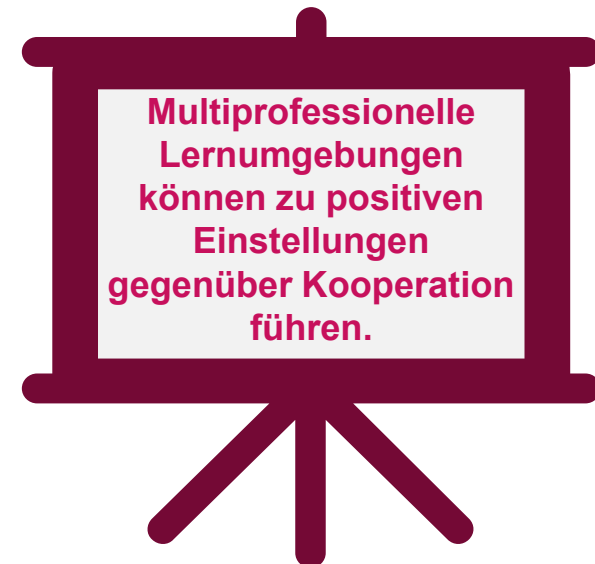 Multiprofessionelle
Lernumgebungen
können zu positiven
Einstellungen
gegenüber Kooperation
führen.